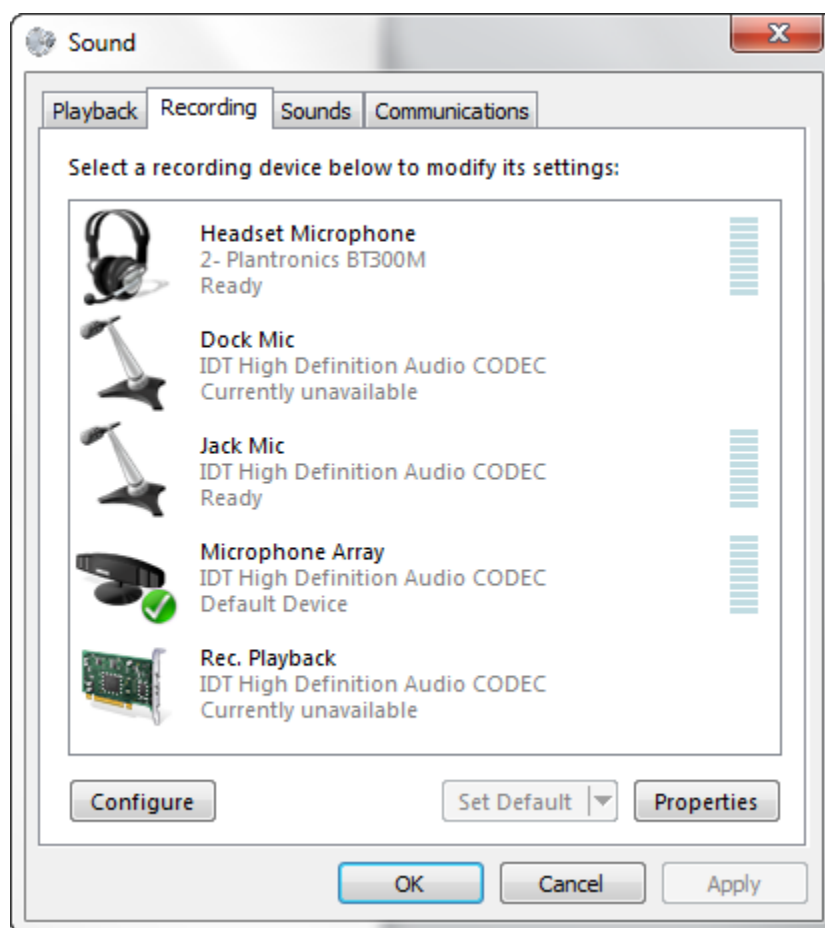 Sound
Playback Recording Sounds Communications
Select a recording device below to modify its settings:
Headset Microphone
2- Plantronics BT300M
Ready
Dock Mic
IDT High Definition Audio CODEC
Currently unavailable
Jack Mic
IDT High Definition Audio CODEC
Ready
Microphone Array
IDT High Definition Audio CODEC
Default Device
Rec. Playback
IDT High Definition Audio CODEC
Currently unavailable
Configure Set Default Properties
OK Cancel Apply